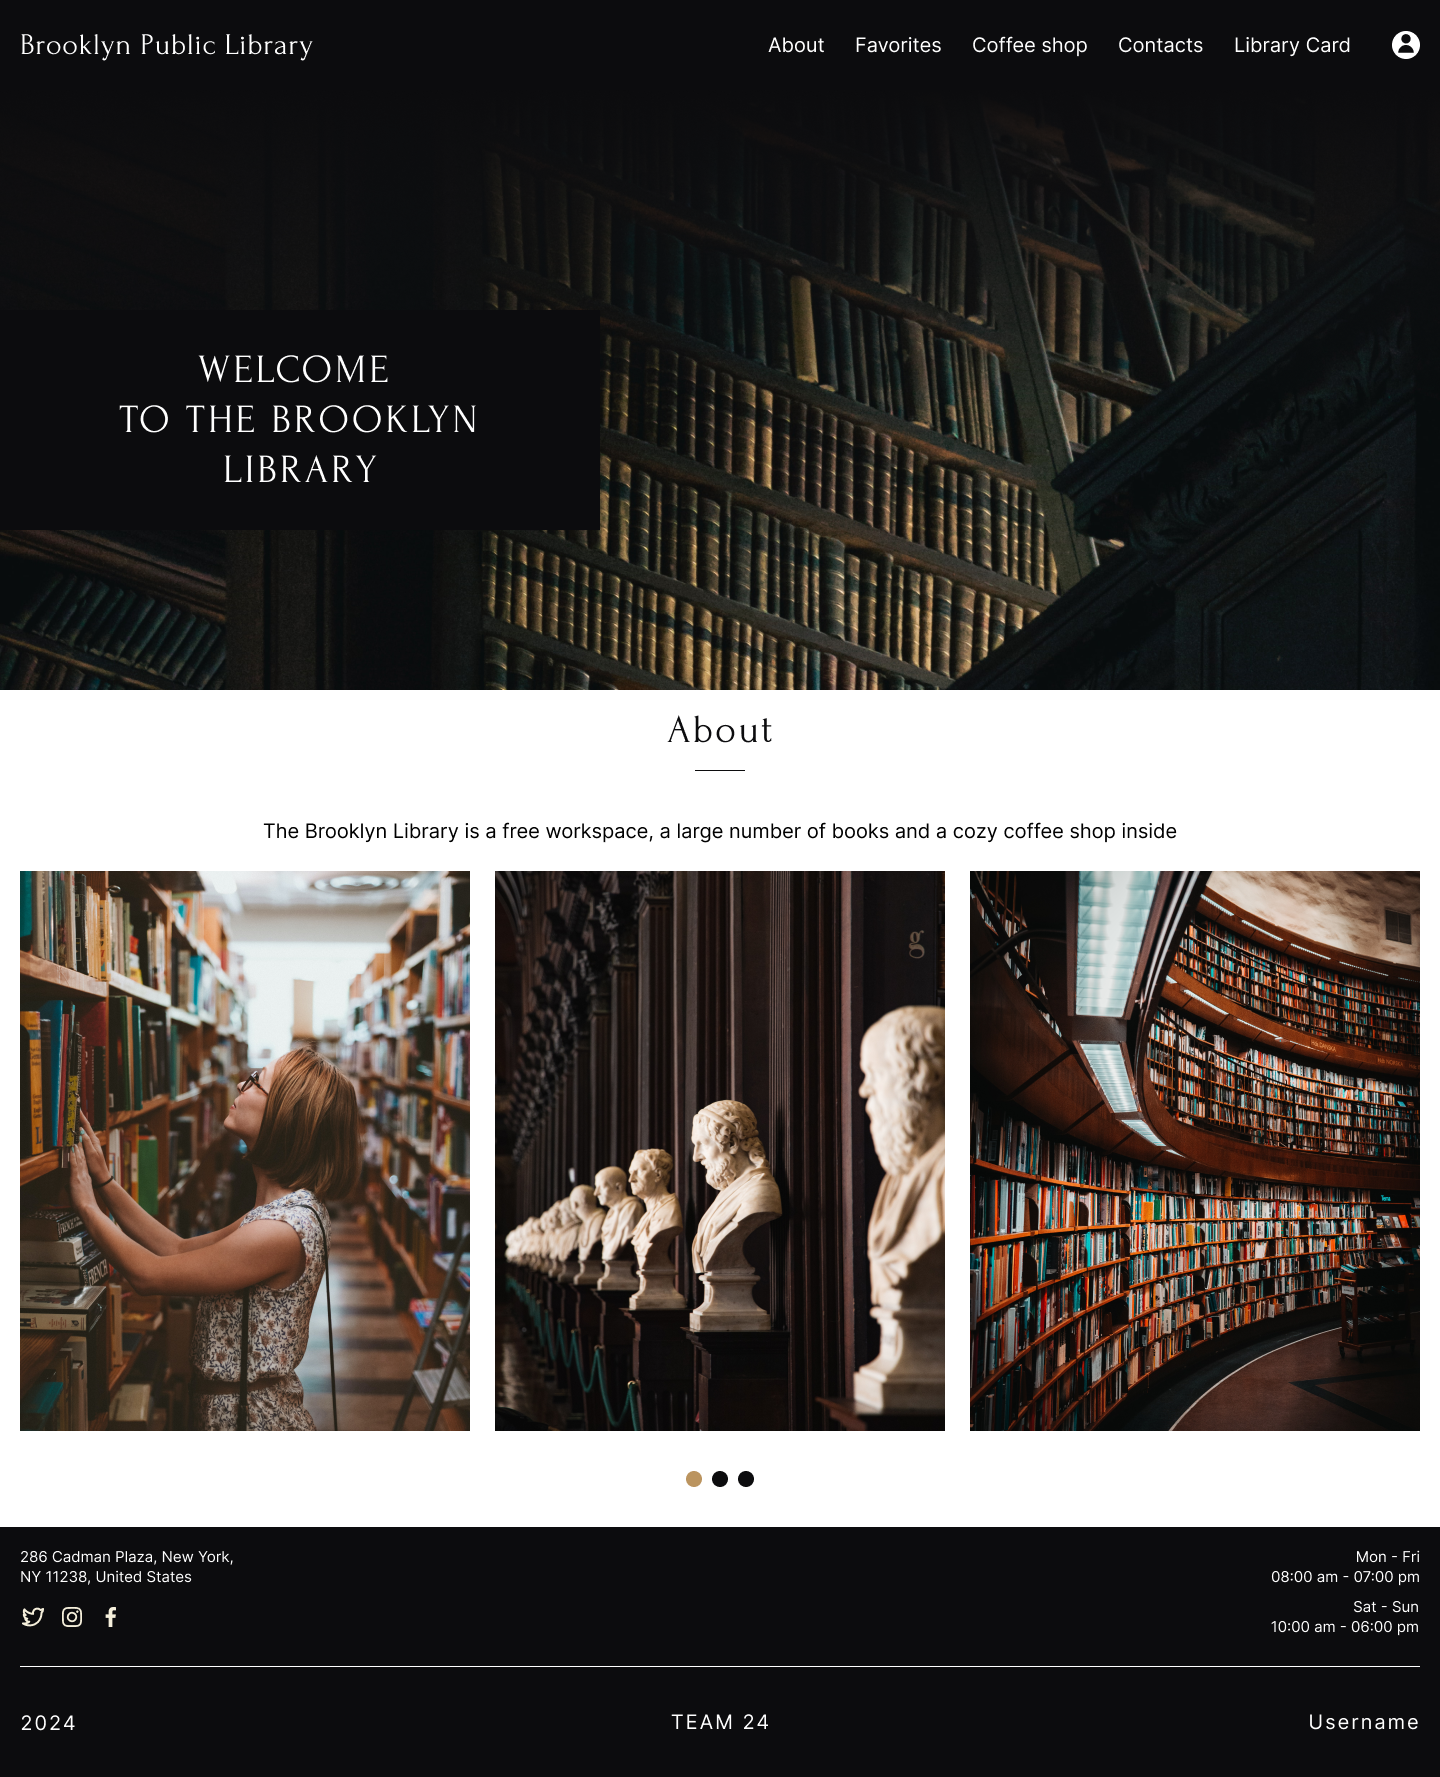 Brooklyn Public Library
About Favorites Coffee shop Contacts Library Card
WELCOME
TO THE BROOKLYN
LIBRARY
About
The Brooklyn Library is a free workspace, a large number of books and a cozy coffee shop inside
g
FRENCH
286 Cadman Plaza, New York,
NY 11238, United States
Mon - Fri
08:00 am - 07:00 pm
Sat - Sun
10:00 am - 06:00 pm
2024
TEAM 24
Username